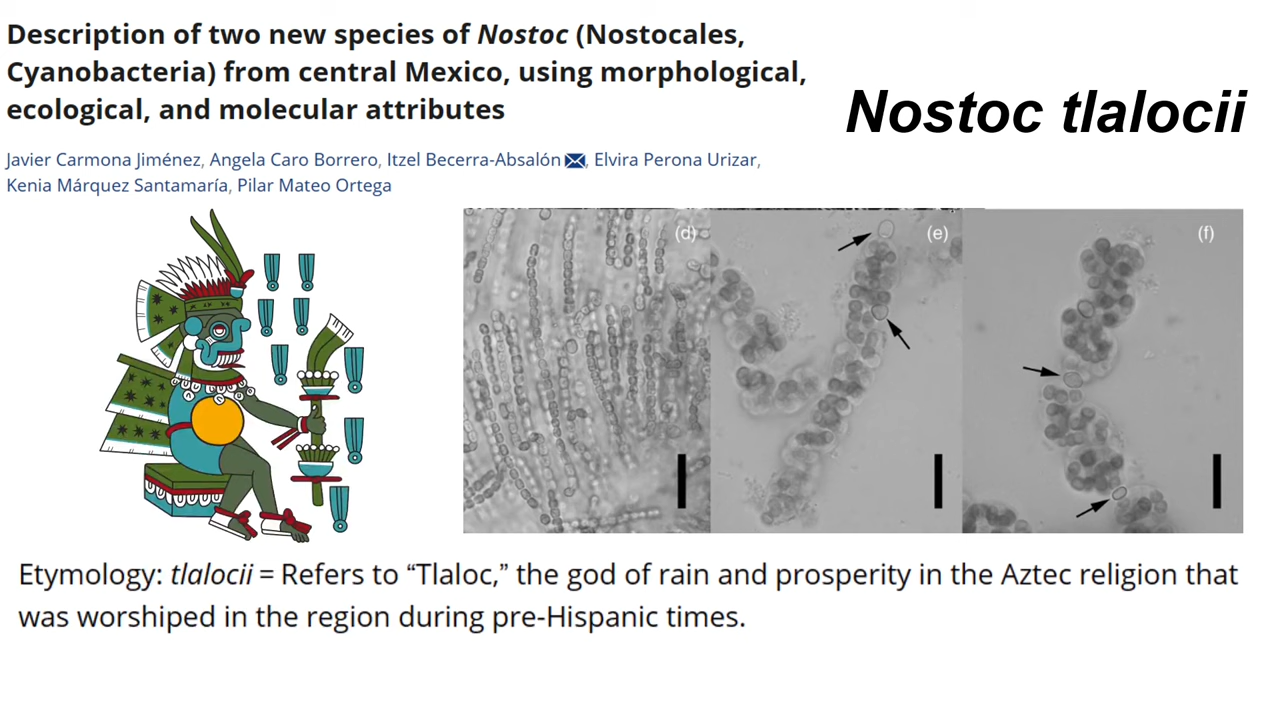 Description of two new species of Nostoc (Nostocales,
Cyanobacteria) from central Mexico, using morphological,
ecological, and molecular attributes
Nostoc tlalocii
Javier Carmona Jiménez, Angela Caro Borrero, Itzel Becerra-Absalón, Elvira Perona Urizar,
Kenia Márquez Santamaría, Pilar Mateo Ortega
(d)
(e)
(f)
Etymology: tlalocii = Refers to “Tlaloc,” the god of rain and prosperity in the Aztec religion that
was worshiped in the region during pre-Hispanic times.